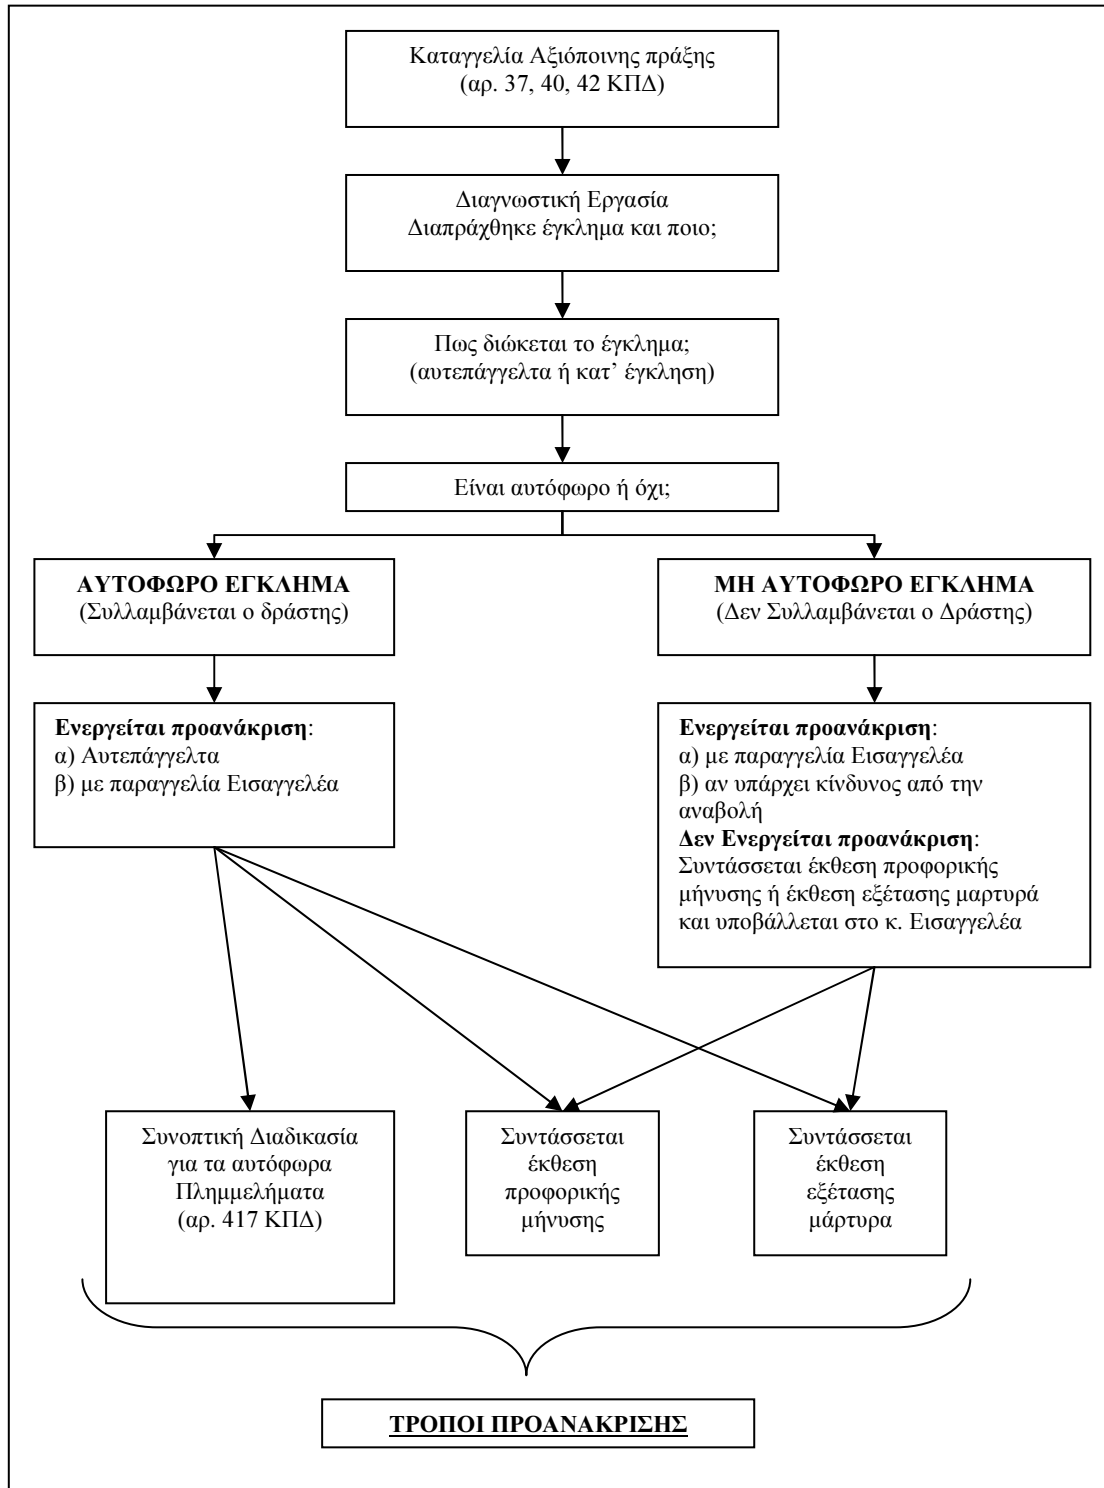 Καταγγελία Αξιόποινης πράξης
(αρ. 37, 40, 42 ΚΠΔ)
Διαγνωστική Εργασία
Διαπράχθηκε έγκλημα και ποιο;
Πως διώκεται το έγκλημα;
(αυτεπάγγελτα ή κατ’ έγκληση)
Είναι αυτόφωρο ή όχι;
ΑΥΤΟΦΩΡΟ ΕΓΚΛΗΜΑ
(Συλλαμβάνεται ο δράστης)
ΜΗ ΑΥΤΟΦΩΡΟ ΕΓΚΛΗΜΑ
(Δεν Συλλαμβάνεται ο Δράστης)
Ενεργείται προανάκριση:
α) Αυτεπάγγελτα
β) με παραγγελία Εισαγγελέα
Ενεργείται προανάκριση:
α) με παραγγελία Εισαγγελέα
β) αν υπάρχει κίνδυνος από την
αναβολή
Δεν Ενεργείται προανάκριση:
Συντάσσεται έκθεση προφορικής
μήνυσης ή έκθεση εξέτασης μαρτυρά
και υποβάλλεται στο κ. Εισαγγελέα
Συνοπτική Διαδικασία
για τα αυτόφωρα
Πλημμελήματα
(αρ. 417 ΚΠΔ)
Συντάσσεται
έκθεση
προφορικής
μήνυσης
Συντάσσεται
έκθεση
εξέτασης
μάρτυρα
ΤΡΟΠΟΙ ΠΡΟΑΝΑΚΡΙΣΗΣ